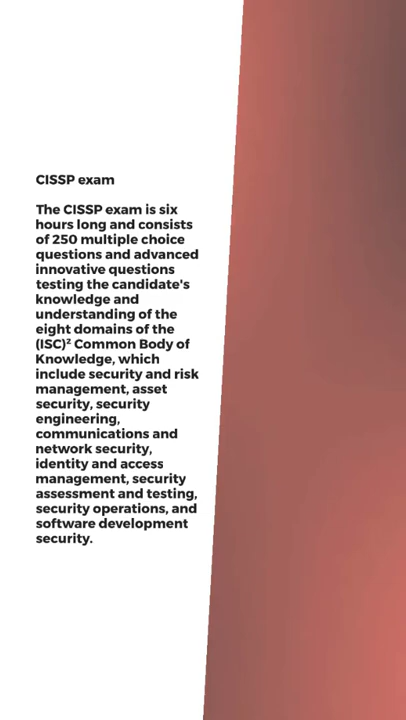 CISSP exam
The CISSP exam is six
hours long and consists
of 250 multiple choice
questions and advanced
innovative questions
testing the candidate's
knowledge and
understanding of the
eight domains of the
(ISC)² Common Body of
Knowledge, which
include security and risk
management, asset
security, security
engineering,
communications and
network security,
identity and access
management, security
assessment and testing,
security operations, and
software development
security.